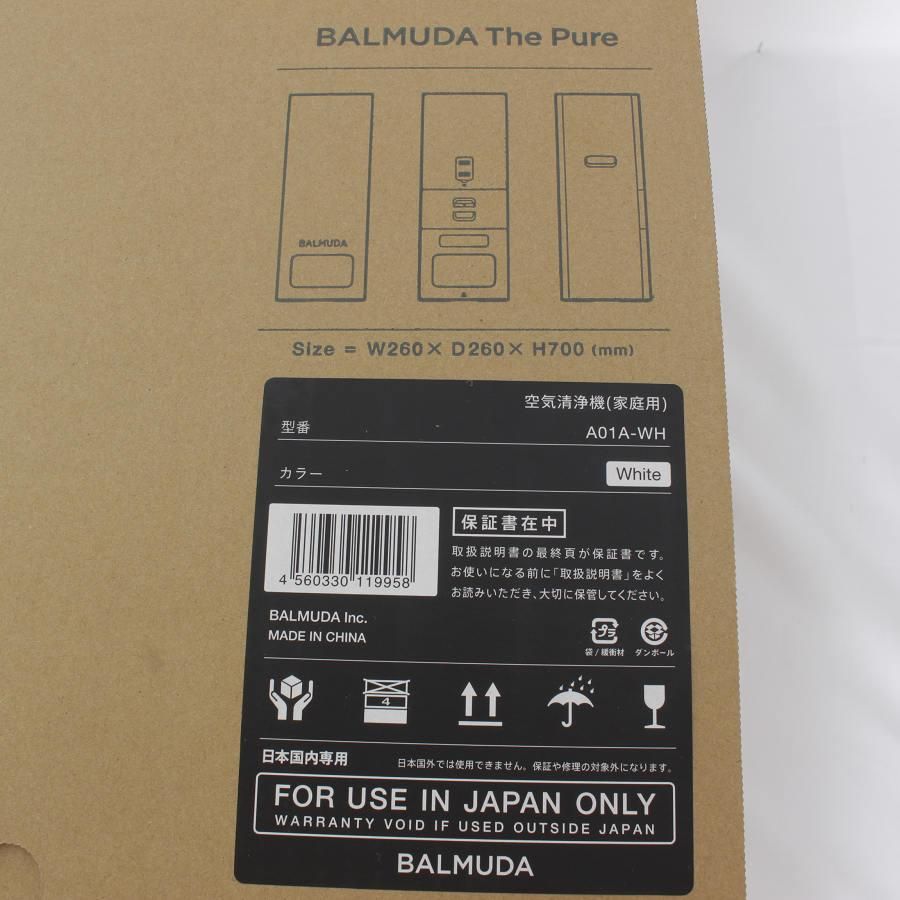 BALMUDA The Pure
BALMUDA
Size = W260× D260× H700 (mm)
空気清浄機(家庭用)
型番
A01A-WH
カラー
White
4 560330 119958
保証書在中
取扱説明書の最終頁が保証書です。
お使いになる前に「取扱説明書」をよく
お読みいただき、大切に保管してください。
BALMUDA Inc.
MADE IN CHINA
プラ
袋 / 緩衝材
ダンボール
4
日本国内専用
日本国外では使用できません。保証や修理の対象外になります。
FOR USE IN JAPAN ONLY
WARRANTY VOID IF USED OUTSIDE JAPAN
BALMUDA